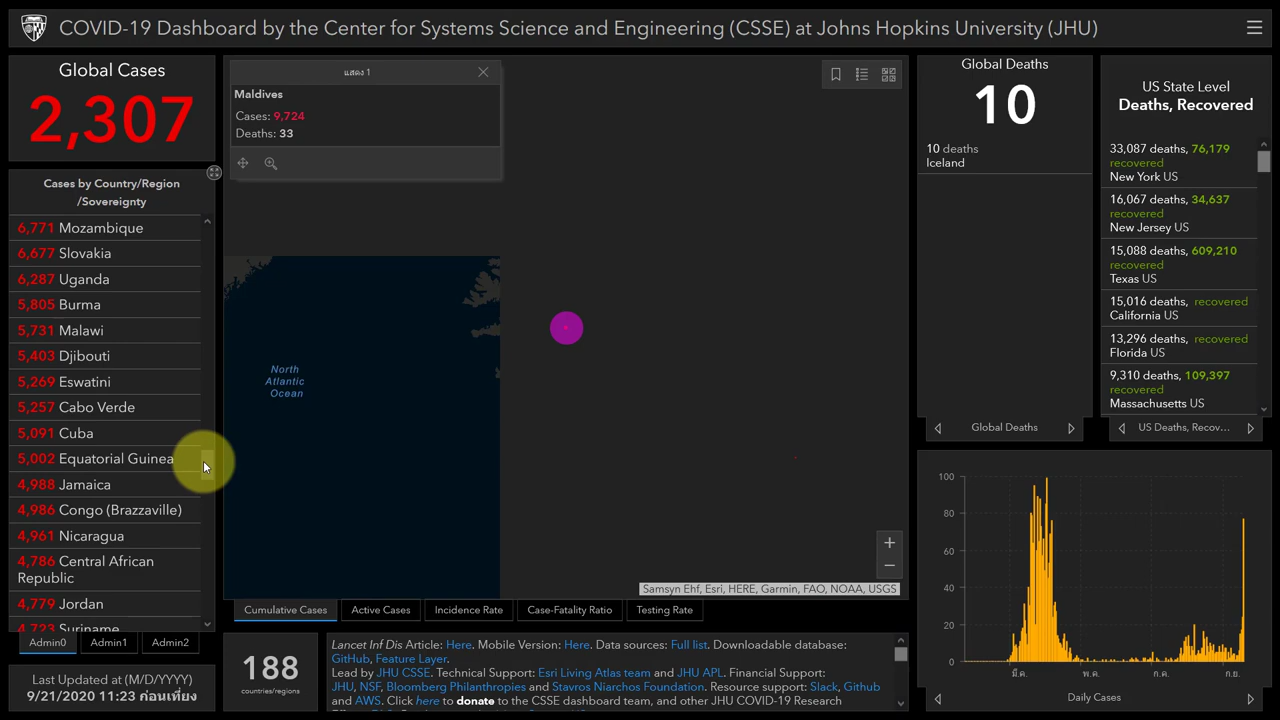 COVID-19 Dashboard by the Center for Systems Science and Engineering (CSSE) at Johns Hopkins University (JHU)
Global Cases
2,307
Cases by Country/Region
/Sovereignty
6,771 Mozambique
6,677 Slovakia
6,287 Uganda
5,805 Burma
5,731 Malawi
5,403 Djibouti
5,269 Eswatini
5,257 Cabo Verde
5,091 Cuba
5,002 Equatorial Guinea
4,988 Jamaica
4,986 Congo (Brazzaville)
4,961 Nicaragua
4,786 Central African
Republic
4,779 Jordan
4,723 Suriname
Admin0 Admin1 Admin2
Last Updated at (M/D/YYYY)
9/21/2020 11:23 ก่อนเที่ยง
แสดง 1
Maldives
Cases: 9,724
Deaths: 33
North
Atlantic
Ocean
Samsyn Ehf, Esri, HERE, Garmin, FAO, NOAA, USGS
Cumulative Cases Active Cases Incidence Rate Case-Fatality Ratio Testing Rate
188
countries/regions
Lancet Inf Dis Article: Here. Mobile Version: Here. Data sources: Full list. Downloadable database:
GitHub, Feature Layer.
Lead by JHU CSSE. Technical Support: Esri Living Atlas team and JHU APL. Financial Support:
JHU, NSF, Bloomberg Philanthropies and Stavros Niarchos Foundation. Resource support: Slack, Github
and AWS. Click here to donate to the CSSE dashboard team, and other JHU COVID-19 Research
Global Deaths
10
10 deaths
Iceland
Global Deaths
US State Level
Deaths, Recovered
33,087 deaths, 76,179
recovered
New York US
16,067 deaths, 34,637
recovered
New Jersey US
15,088 deaths, 609,210
recovered
Texas US
15,016 deaths, recovered
California US
13,296 deaths, recovered
Florida US
9,310 deaths, 109,397
recovered
Massachusetts US
US Deaths, Recov...
100
80
60
40
20
0
มี.ค. พ.ค. ก.ค. ก.ย.
Daily Cases